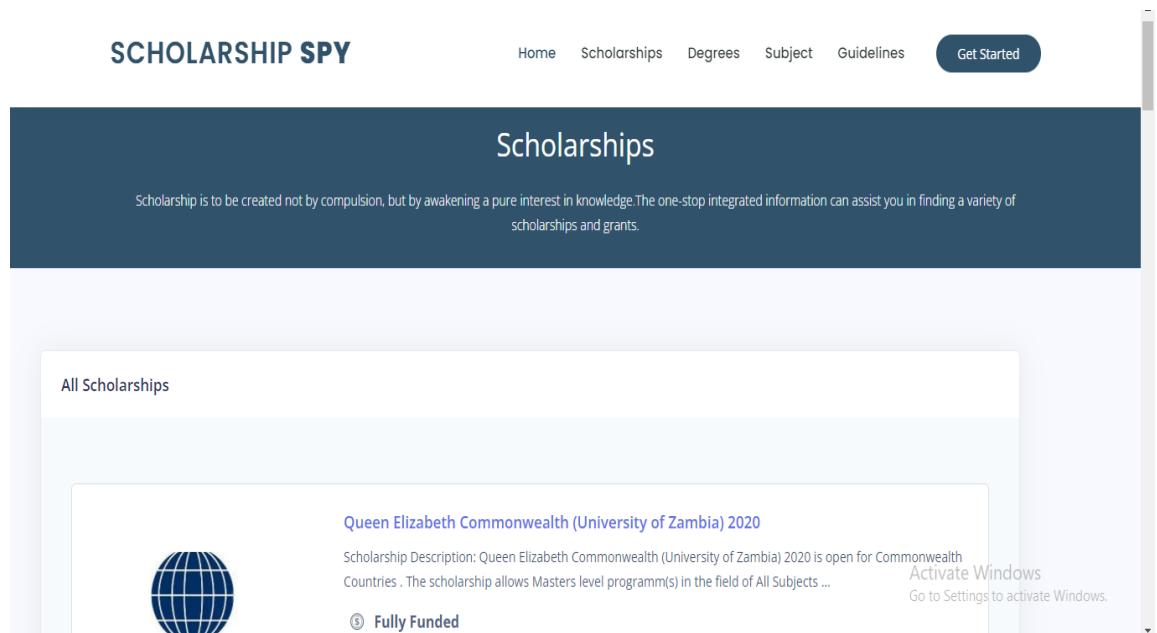 SCHOLARSHIP SPY
Home Scholarships Degrees Subject Guidelines Get Started
Scholarships
Scholarship is to be created not by compulsion, but by awakening a pure interest in knowledge.The one-stop integrated information can assist you in finding a variety of
scholarships and grants.
All Scholarships
Queen Elizabeth Commonwealth (University of Zambia) 2020
Scholarship Description: Queen Elizabeth Commonwealth (University of Zambia) 2020 is open for Commonwealth
Countries . The scholarship allows Masters level programm(s) in the field of All Subjects ...
Fully Funded
Activate Windows
Go to Settings to activate Windows.